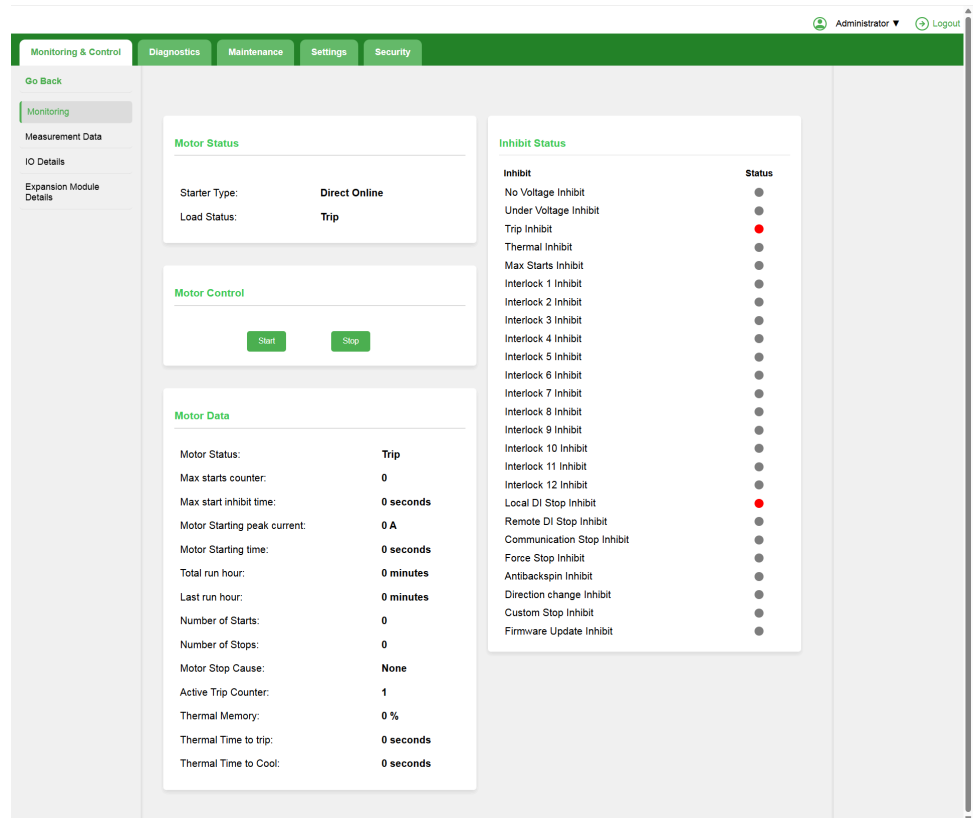 Administrator ▼ Logout
Monitoring & Control Diagnostics Maintenance Settings Security
Go Back
Monitoring
Measurement Data
IO Details
Expansion Module
Details
Motor Status
Starter Type: Direct Online
Load Status: Trip
Motor Control
Start Stop
Motor Data
Motor Status: Trip
Max starts counter: 0
Max start inhibit time: 0 seconds
Motor Starting peak current: 0 A
Motor Starting time: 0 seconds
Total run hour: 0 minutes
Last run hour: 0 minutes
Number of Starts: 0
Number of Stops: 0
Motor Stop Cause: None
Active Trip Counter: 1
Thermal Memory: 0 %
Thermal Time to trip: 0 seconds
Thermal Time to Cool: 0 seconds
Inhibit Status
Inhibit Status
No Voltage Inhibit
Under Voltage Inhibit
Trip Inhibit
Thermal Inhibit
Max Starts Inhibit
Interlock 1 Inhibit
Interlock 2 Inhibit
Interlock 3 Inhibit
Interlock 4 Inhibit
Interlock 5 Inhibit
Interlock 6 Inhibit
Interlock 7 Inhibit
Interlock 8 Inhibit
Interlock 9 Inhibit
Interlock 10 Inhibit
Interlock 11 Inhibit
Interlock 12 Inhibit
Local DI Stop Inhibit
Remote DI Stop Inhibit
Communication Stop Inhibit
Force Stop Inhibit
Antibackspin Inhibit
Direction change Inhibit
Custom Stop Inhibit
Firmware Update Inhibit